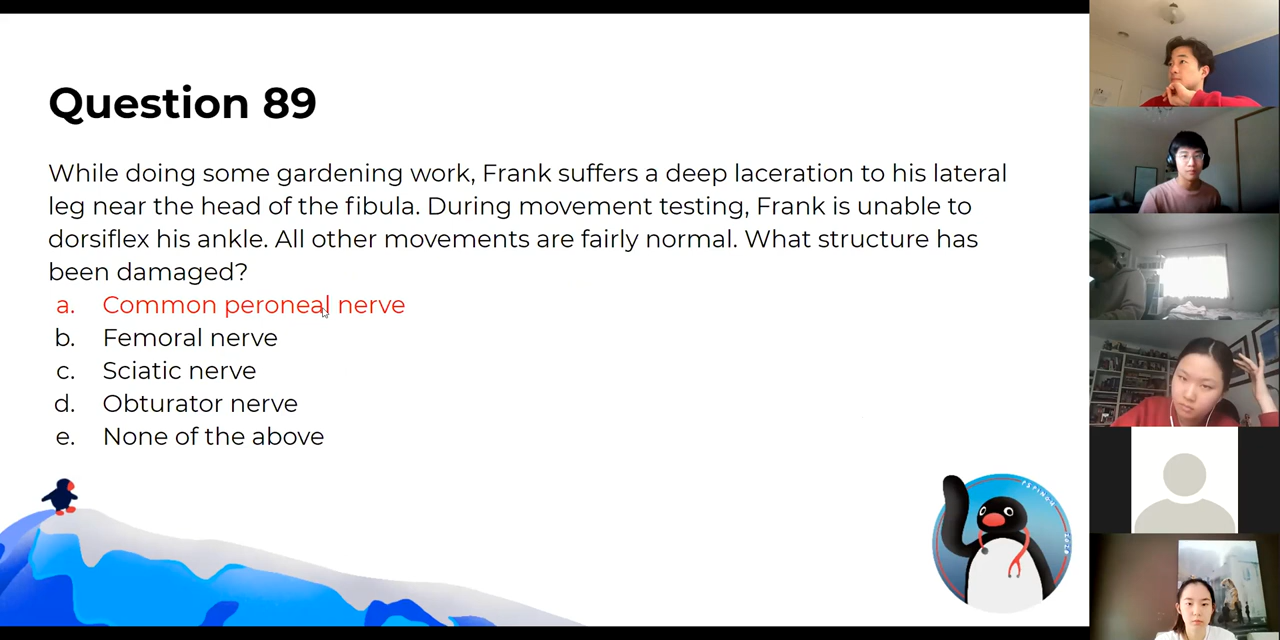 Question 89
While doing some gardening work, Frank suffers a deep laceration to his lateral
leg near the head of the fibula. During movement testing, Frank is unable to
dorsiflex his ankle. All other movements are fairly normal. What structure has
been damaged?
a. Common peroneal nerve
b. Femoral nerve
c. Sciatic nerve
d. Obturator nerve
e. None of the above